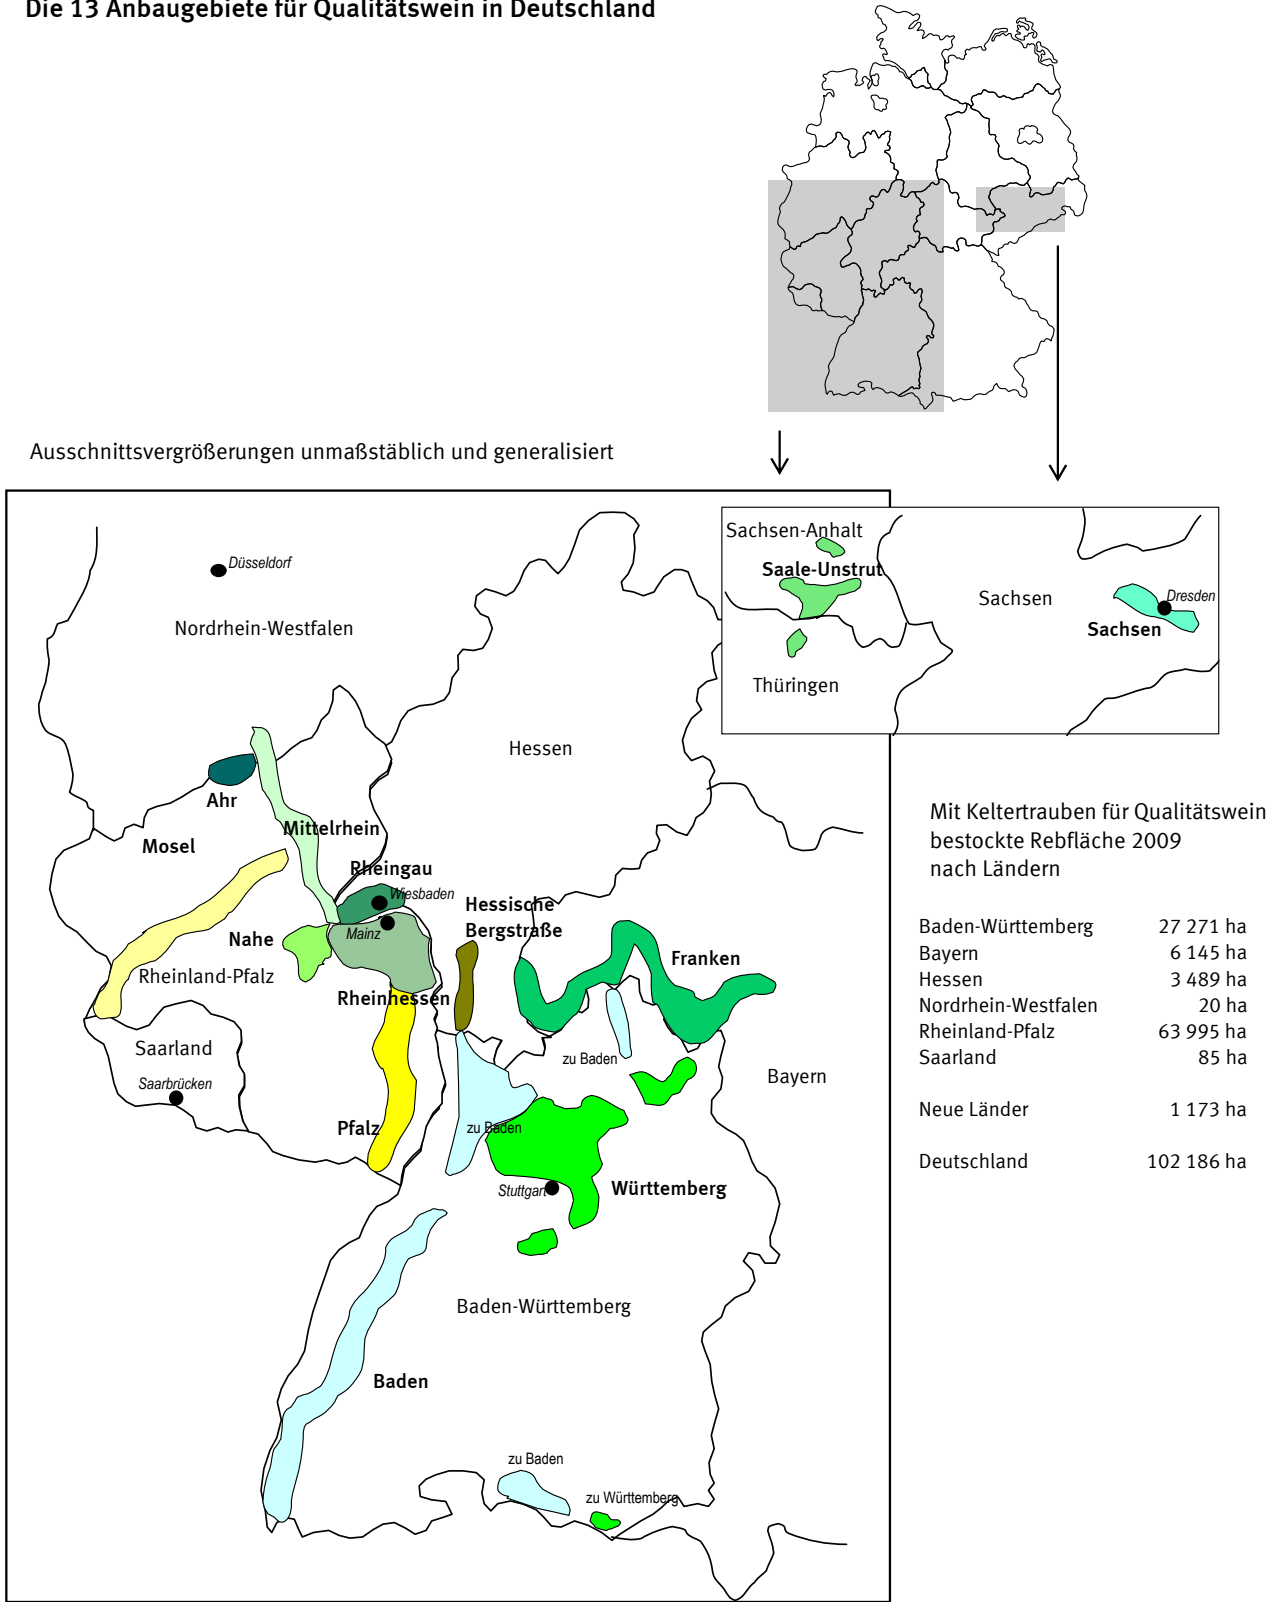 Die 13 Anbaugebiete für Qualitätswein in Deutschland
Ausschnittsvergrößerungen unmaßstäblich und generalisiert
Düsseldorf
Nordrhein-Westfalen
Hessen
Ahr
Mittelrhein
Mosel
Rheingau
Wiesbaden
Hessische
Bergstraße
Mainz
Nahe
Franken
Rheinland-Pfalz
Rheinhessen
Saarland
zu Baden
Bayern
Saarbrücken
Pfalz
zu Baden
Stuttgart
Württemberg
Baden-Württemberg
Baden
zu Baden
zu Württemberg
Sachsen-Anhalt
Saale-Unstrut
Sachsen
Dresden
Sachsen
Thüringen
Mit Keltertrauben für Qualitätswein
bestockte Rebfläche 2009
nach Ländern
Baden-Württemberg 27 271 ha
Bayern 6 145 ha
Hessen 3 489 ha
Nordrhein-Westfalen 20 ha
Rheinland-Pfalz 63 995 ha
Saarland 85 ha
Neue Länder 1 173 ha
Deutschland 102 186 ha